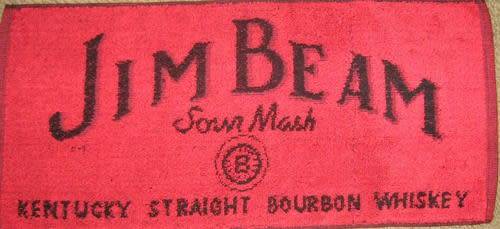 JIM BEAM
Sour Mash
B
KENTUCKY STRAIGHT BOURBON WHISKEY